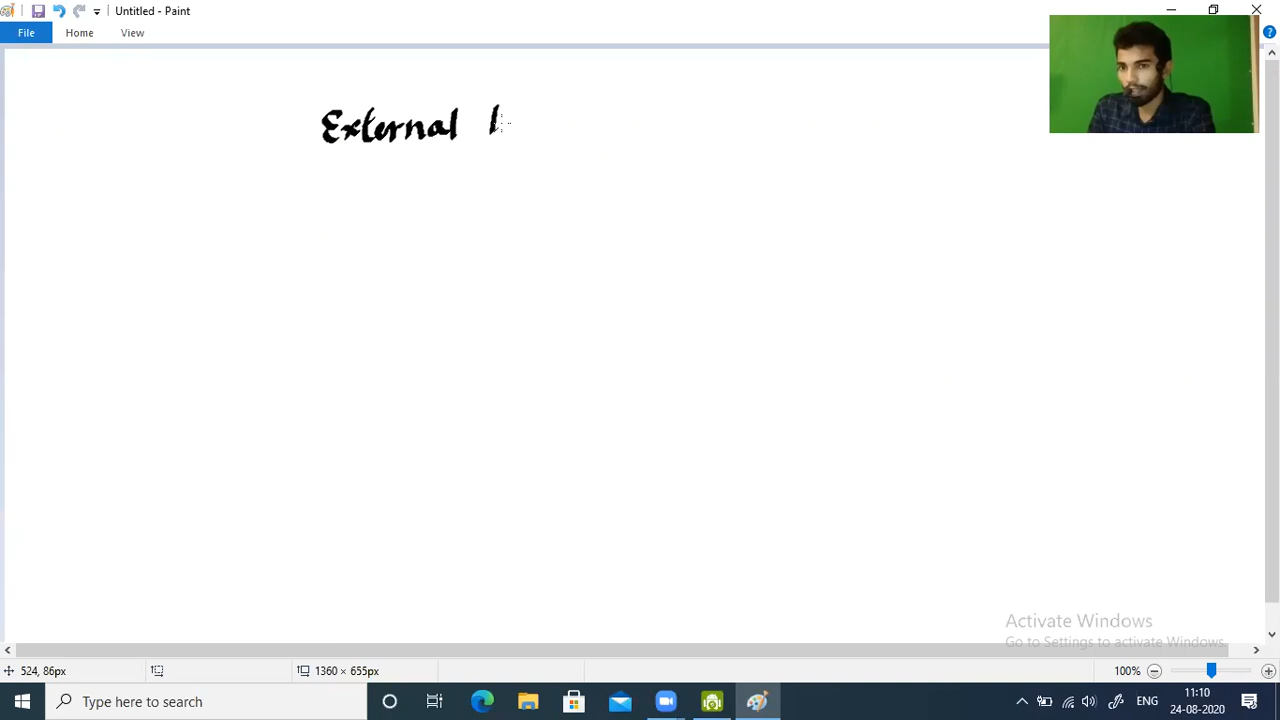 Untitled - Paint
File Home View
External
Activate Windows
Go to Settings to activate Windows.
524, 86px 1360 × 655px 100%
Type here to search
ENG 11:10
24-08-2020